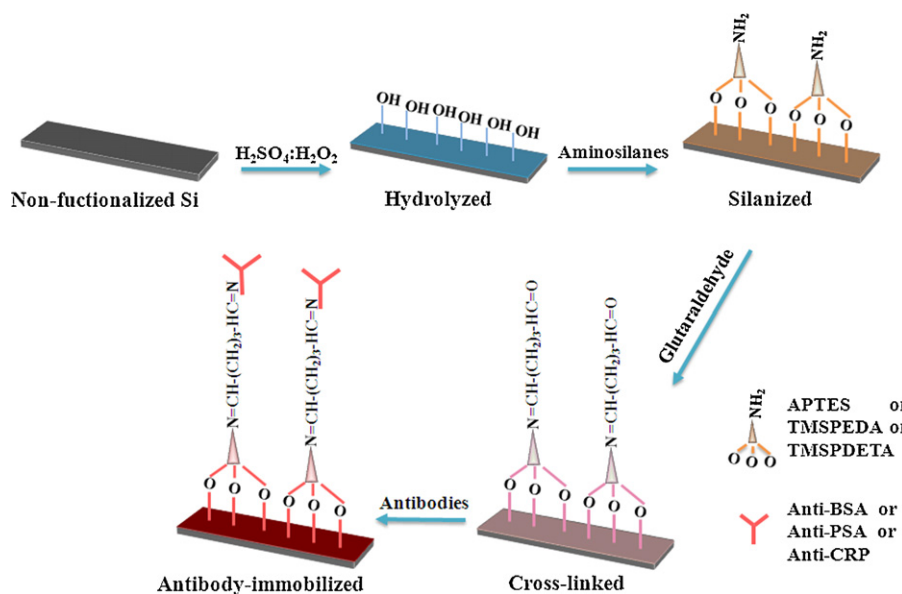 Non-fuctionalized Si
H₂SO₄:H₂O₂
OH OH OH OH OH OH
Hydrolyzed
Aminosilanes
NH₂ NH₂
O O O O O O
Silanized
Glutaraldehyde
N=CH-(CH₂)₃-HC=O
N=CH-(CH₂)₃-HC=O
O O O O O O
Cross-linked
Antibodies
N=CH-(CH₂)₃-HC=N
N=CH-(CH₂)₃-HC=N
O O O O O O
Antibody-immobilized
NH₂
O O O
APTES or
TMSPEDA or
TMSPDETA
Anti-BSA or
Anti-PSA or
Anti-CRP